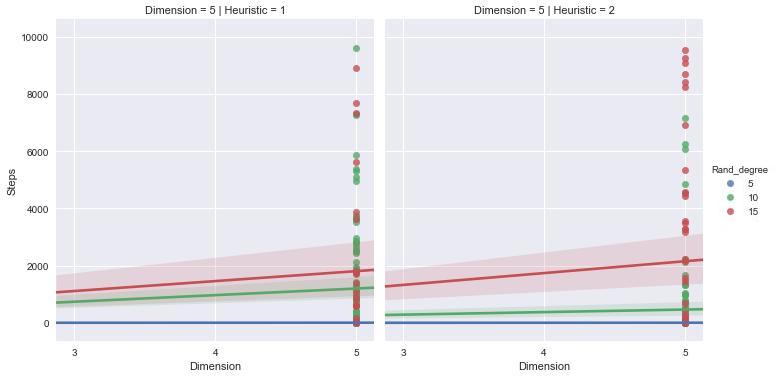 Dimension = 5 | Heuristic = 1
Dimension = 5 | Heuristic = 2
10000
8000
6000
4000
2000
0
Steps
3 4 5
3 4 5
Dimension
Dimension
Rand_degree
5
10
15